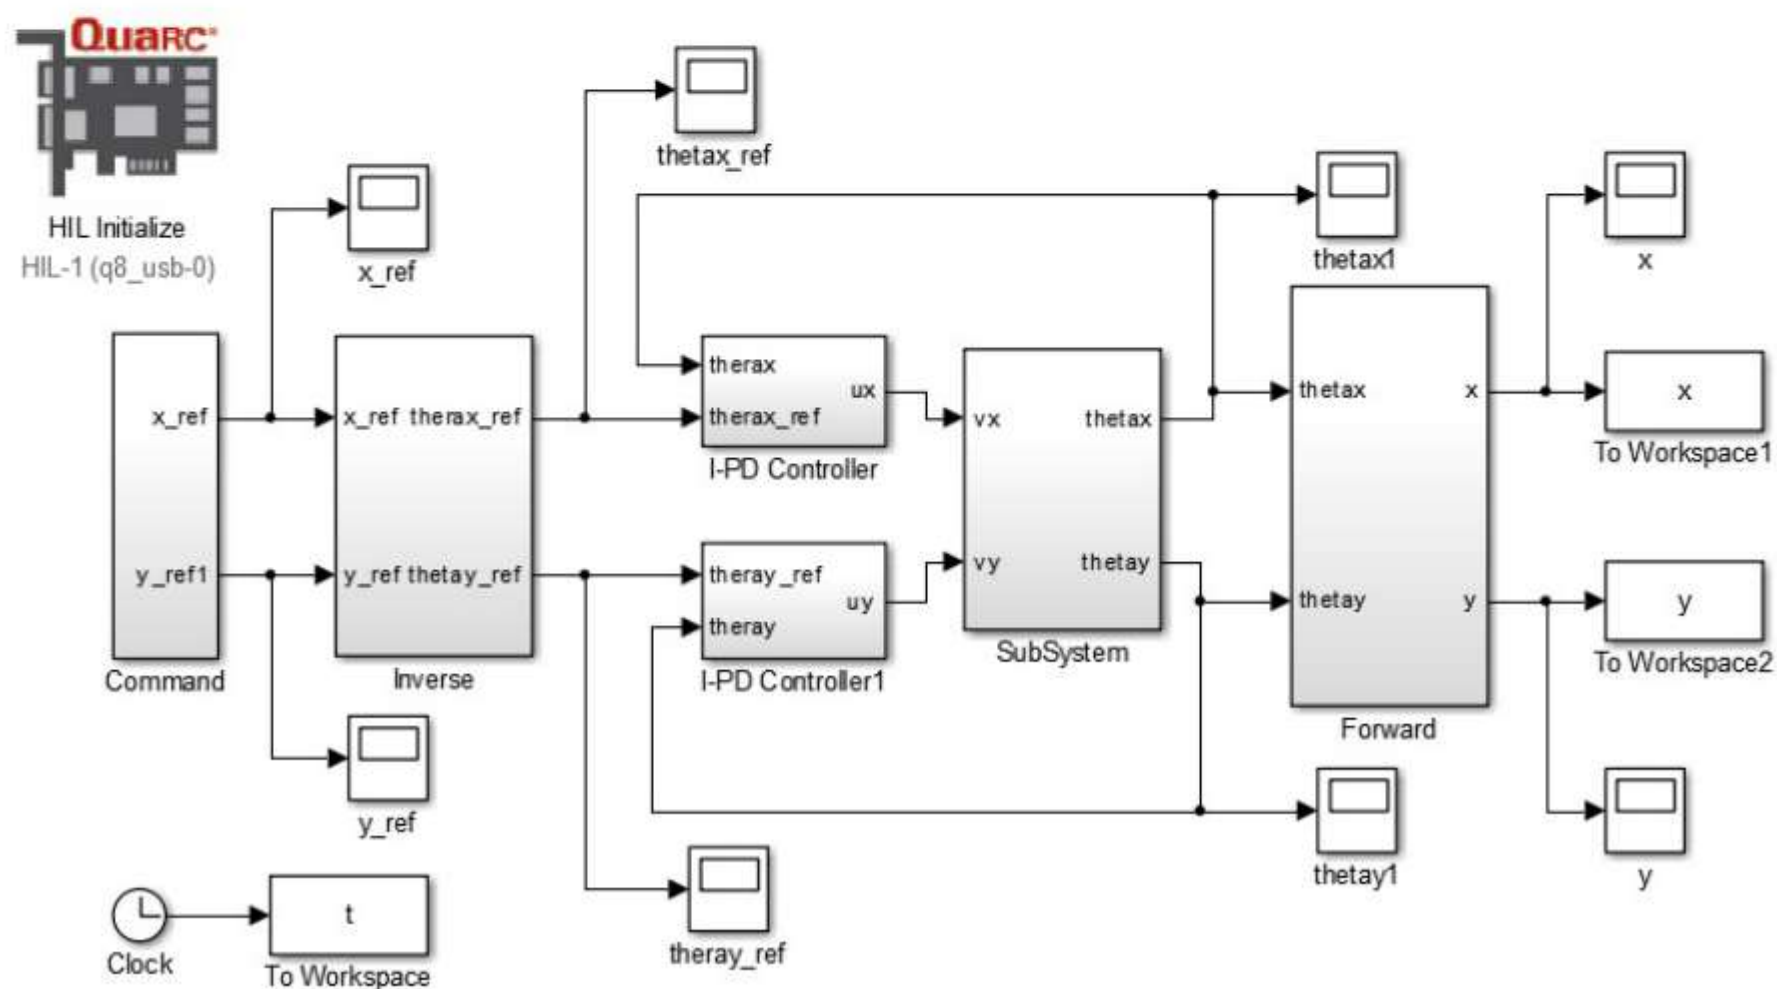 QUARC
HIL Initialize
HIL-1 (q8_usb-0)
x_ref
thetax_ref
thetax1
x
x_ref
y_ref1
Command
x_ref therax_ref
y_ref thetay_ref
Inverse
therax
therax_ref
ux
I-PD Controller
theray_ref
theray
uy
I-PD Controller1
vx
vy
thetax
thetay
SubSystem
thetax
thetay
x
y
Forward
x
To Workspace1
y
To Workspace2
y_ref
theray_ref
thetay1
y
Clock
t
To Workspace